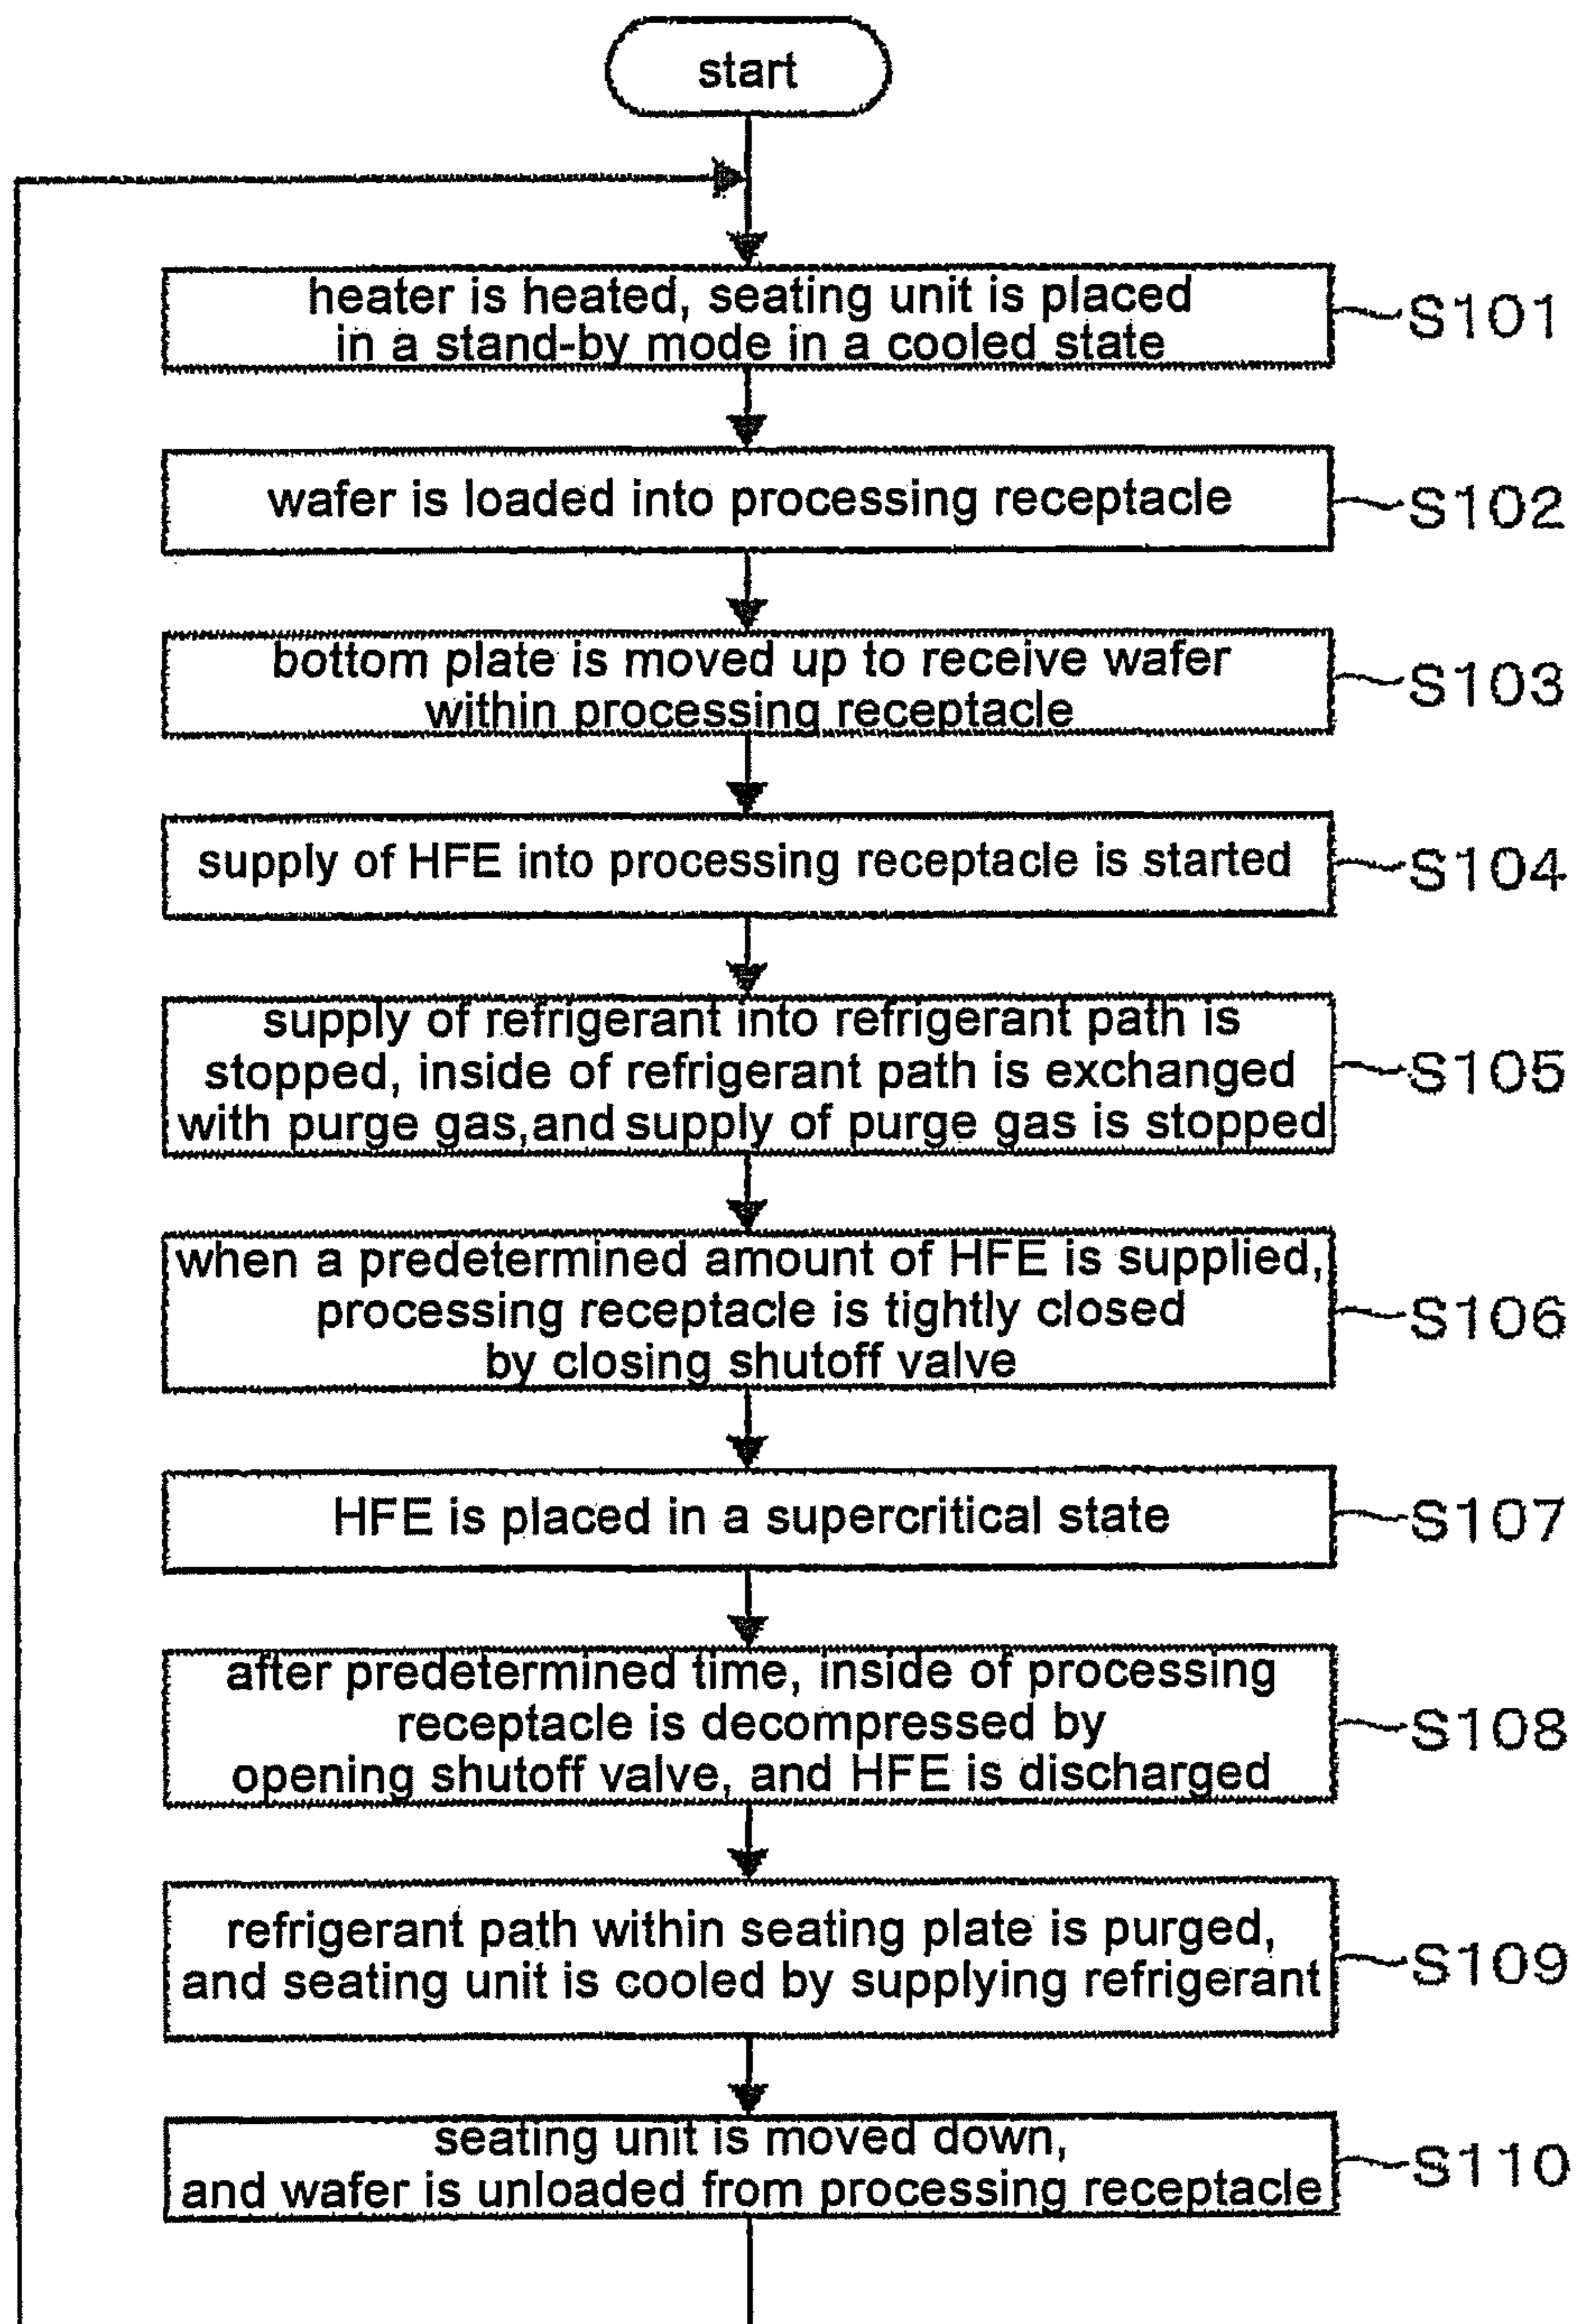 start
heater is heated, seating unit is placed
in a stand-by mode in a cooled state
S101
wafer is loaded into processing receptacle
S102
bottom plate is moved up to receive wafer
within processing receptacle
S103
supply of HFE into processing receptacle is started
S104
supply of refrigerant into refrigerant path is
stopped, inside of refrigerant path is exchanged
with purge gas,and supply of purge gas is stopped
S105
when a predetermined amount of HFE is supplied,
processing receptacle is tightly closed
by closing shutoff valve
S106
HFE is placed in a supercritical state
S107
after predetermined time, inside of processing
receptacle is decompressed by
opening shutoff valve, and HFE is discharged
S108
refrigerant path within seating plate is purged,
and seating unit is cooled by supplying refrigerant
S109
seating unit is moved down,
and wafer is unloaded from processing receptacle
S110